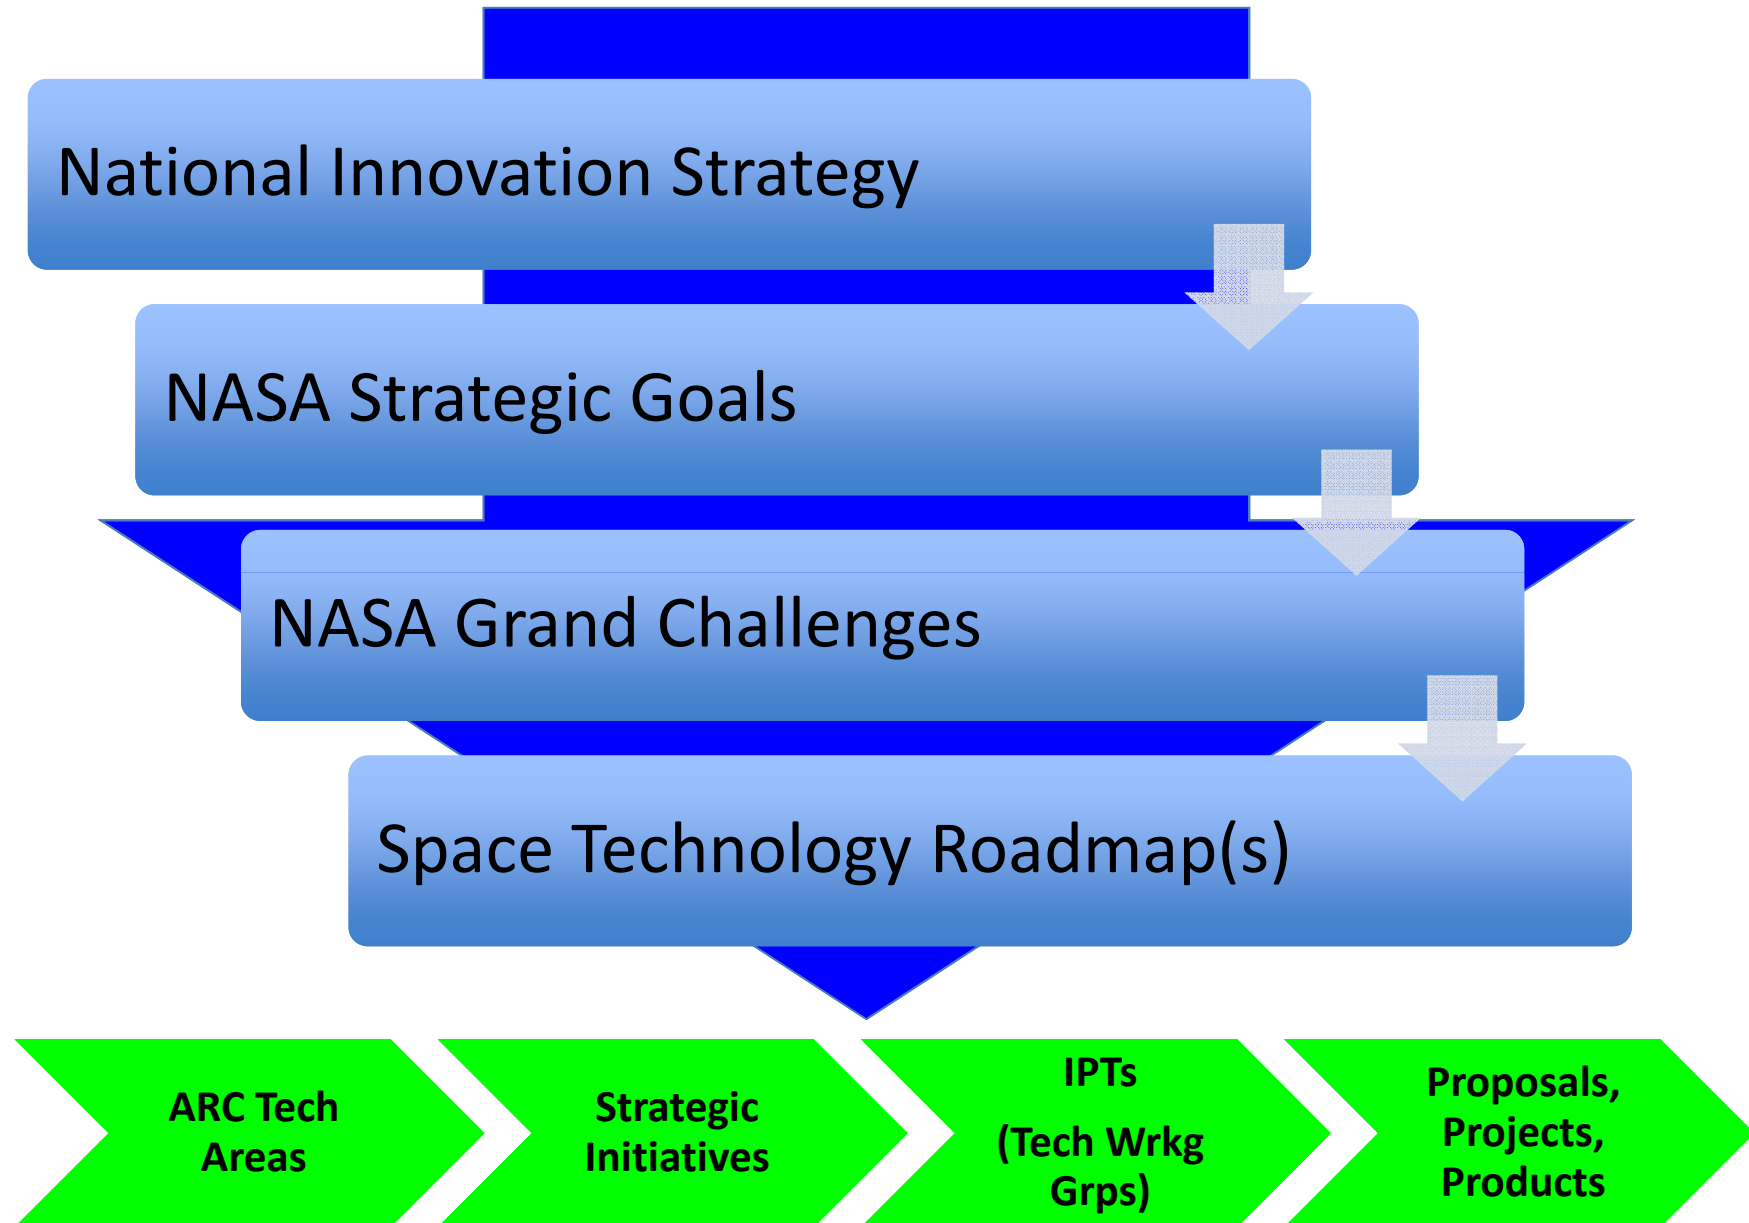 National Innovation Strategy
NASA Strategic Goals
NASA Grand Challenges
Space Technology Roadmap(s)
ARC Tech
Areas
Strategic
Initiatives
IPTs
(Tech Wrkg
Grps)
Proposals,
Projects,
Products